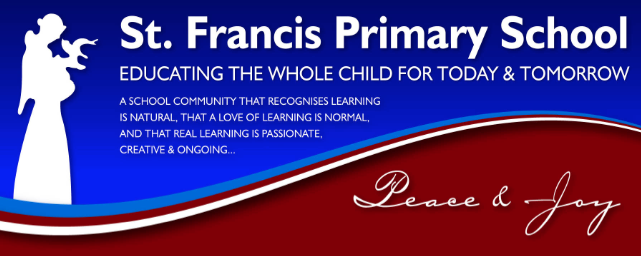 St. Francis Primary School
EDUCATING THE WHOLE CHILD FOR TODAY & TOMORROW
A SCHOOL COMMUNITY THAT RECOGNISES LEARNING
IS NATURAL, THAT A LOVE OF LEARNING IS NORMAL,
AND THAT REAL LEARNING IS PASSIONATE,
CREATIVE & ONGOING...
Peace & Joy